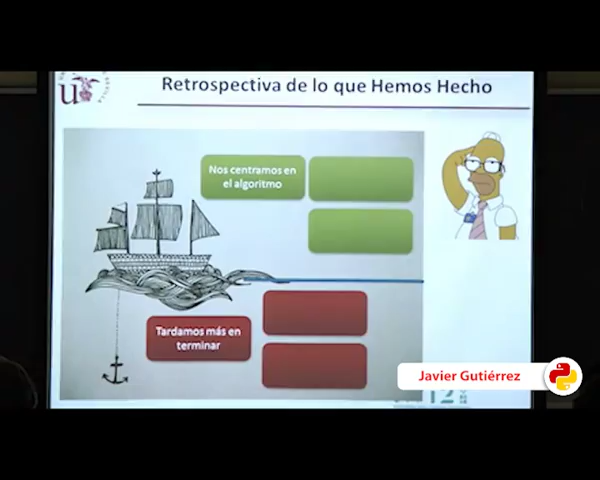 Retrospectiva de lo que Hemos Hecho
Nos centramos en
el algoritmo
Tardamos más en
terminar
Javier Gutiérrez